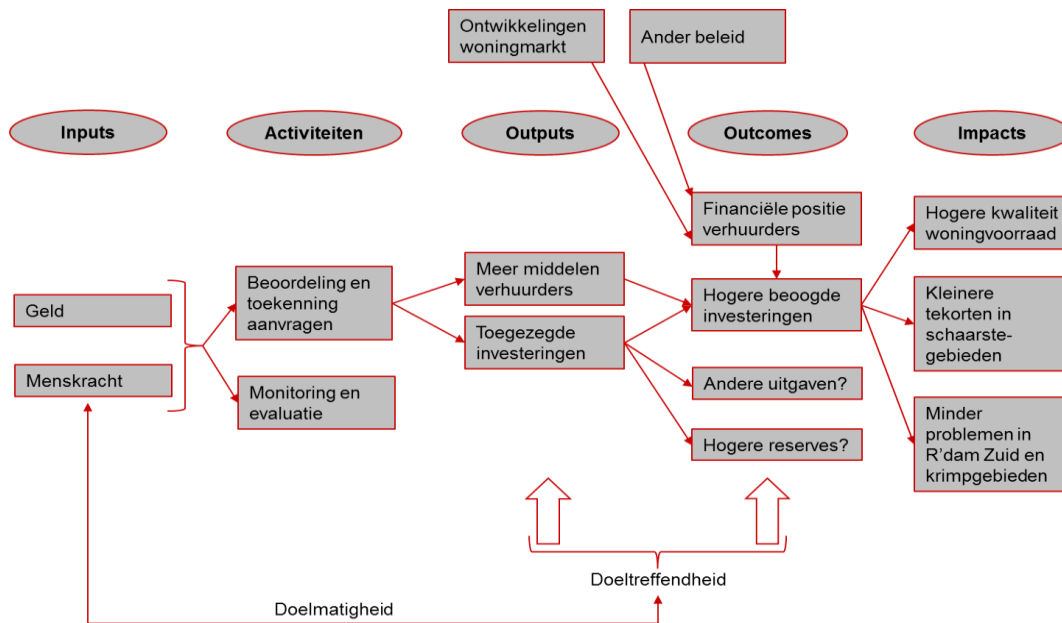 Ontwikkelingen
woningmarkt
Ander beleid
Inputs
Activiteiten
Outputs
Outcomes
Impacts
Geld
Menskracht
Beoordeling en
toekenning
aanvragen
Monitoring en
evaluatie
Meer middelen
verhuurders
Toegezegde
investeringen
Financiële positie
verhuurders
Hogere beoogde
investeringen
Andere uitgaven?
Hogere reserves?
Hogere kwaliteit
woningvoorraad
Kleinere
tekorten in
schaarste-
gebieden
Minder
problemen in
R'dam Zuid en
krimpgebieden
Doeltreffendheid
Doelmatigheid